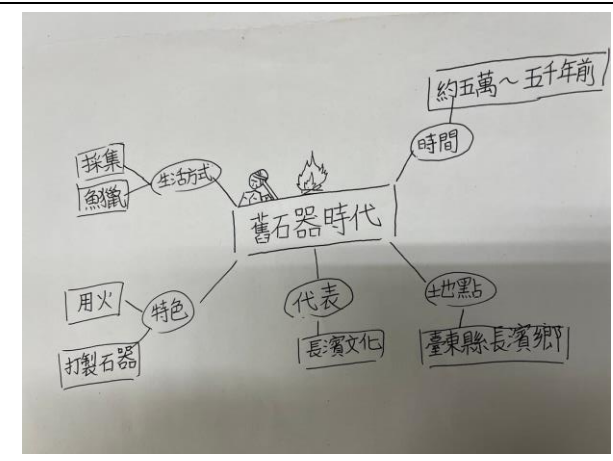 約五萬~五千年前
時間
採集
魚獵
生活方式
舊石器時代
用火
特色
打製石器
代表
長濱文化
地點
臺東縣長濱鄉